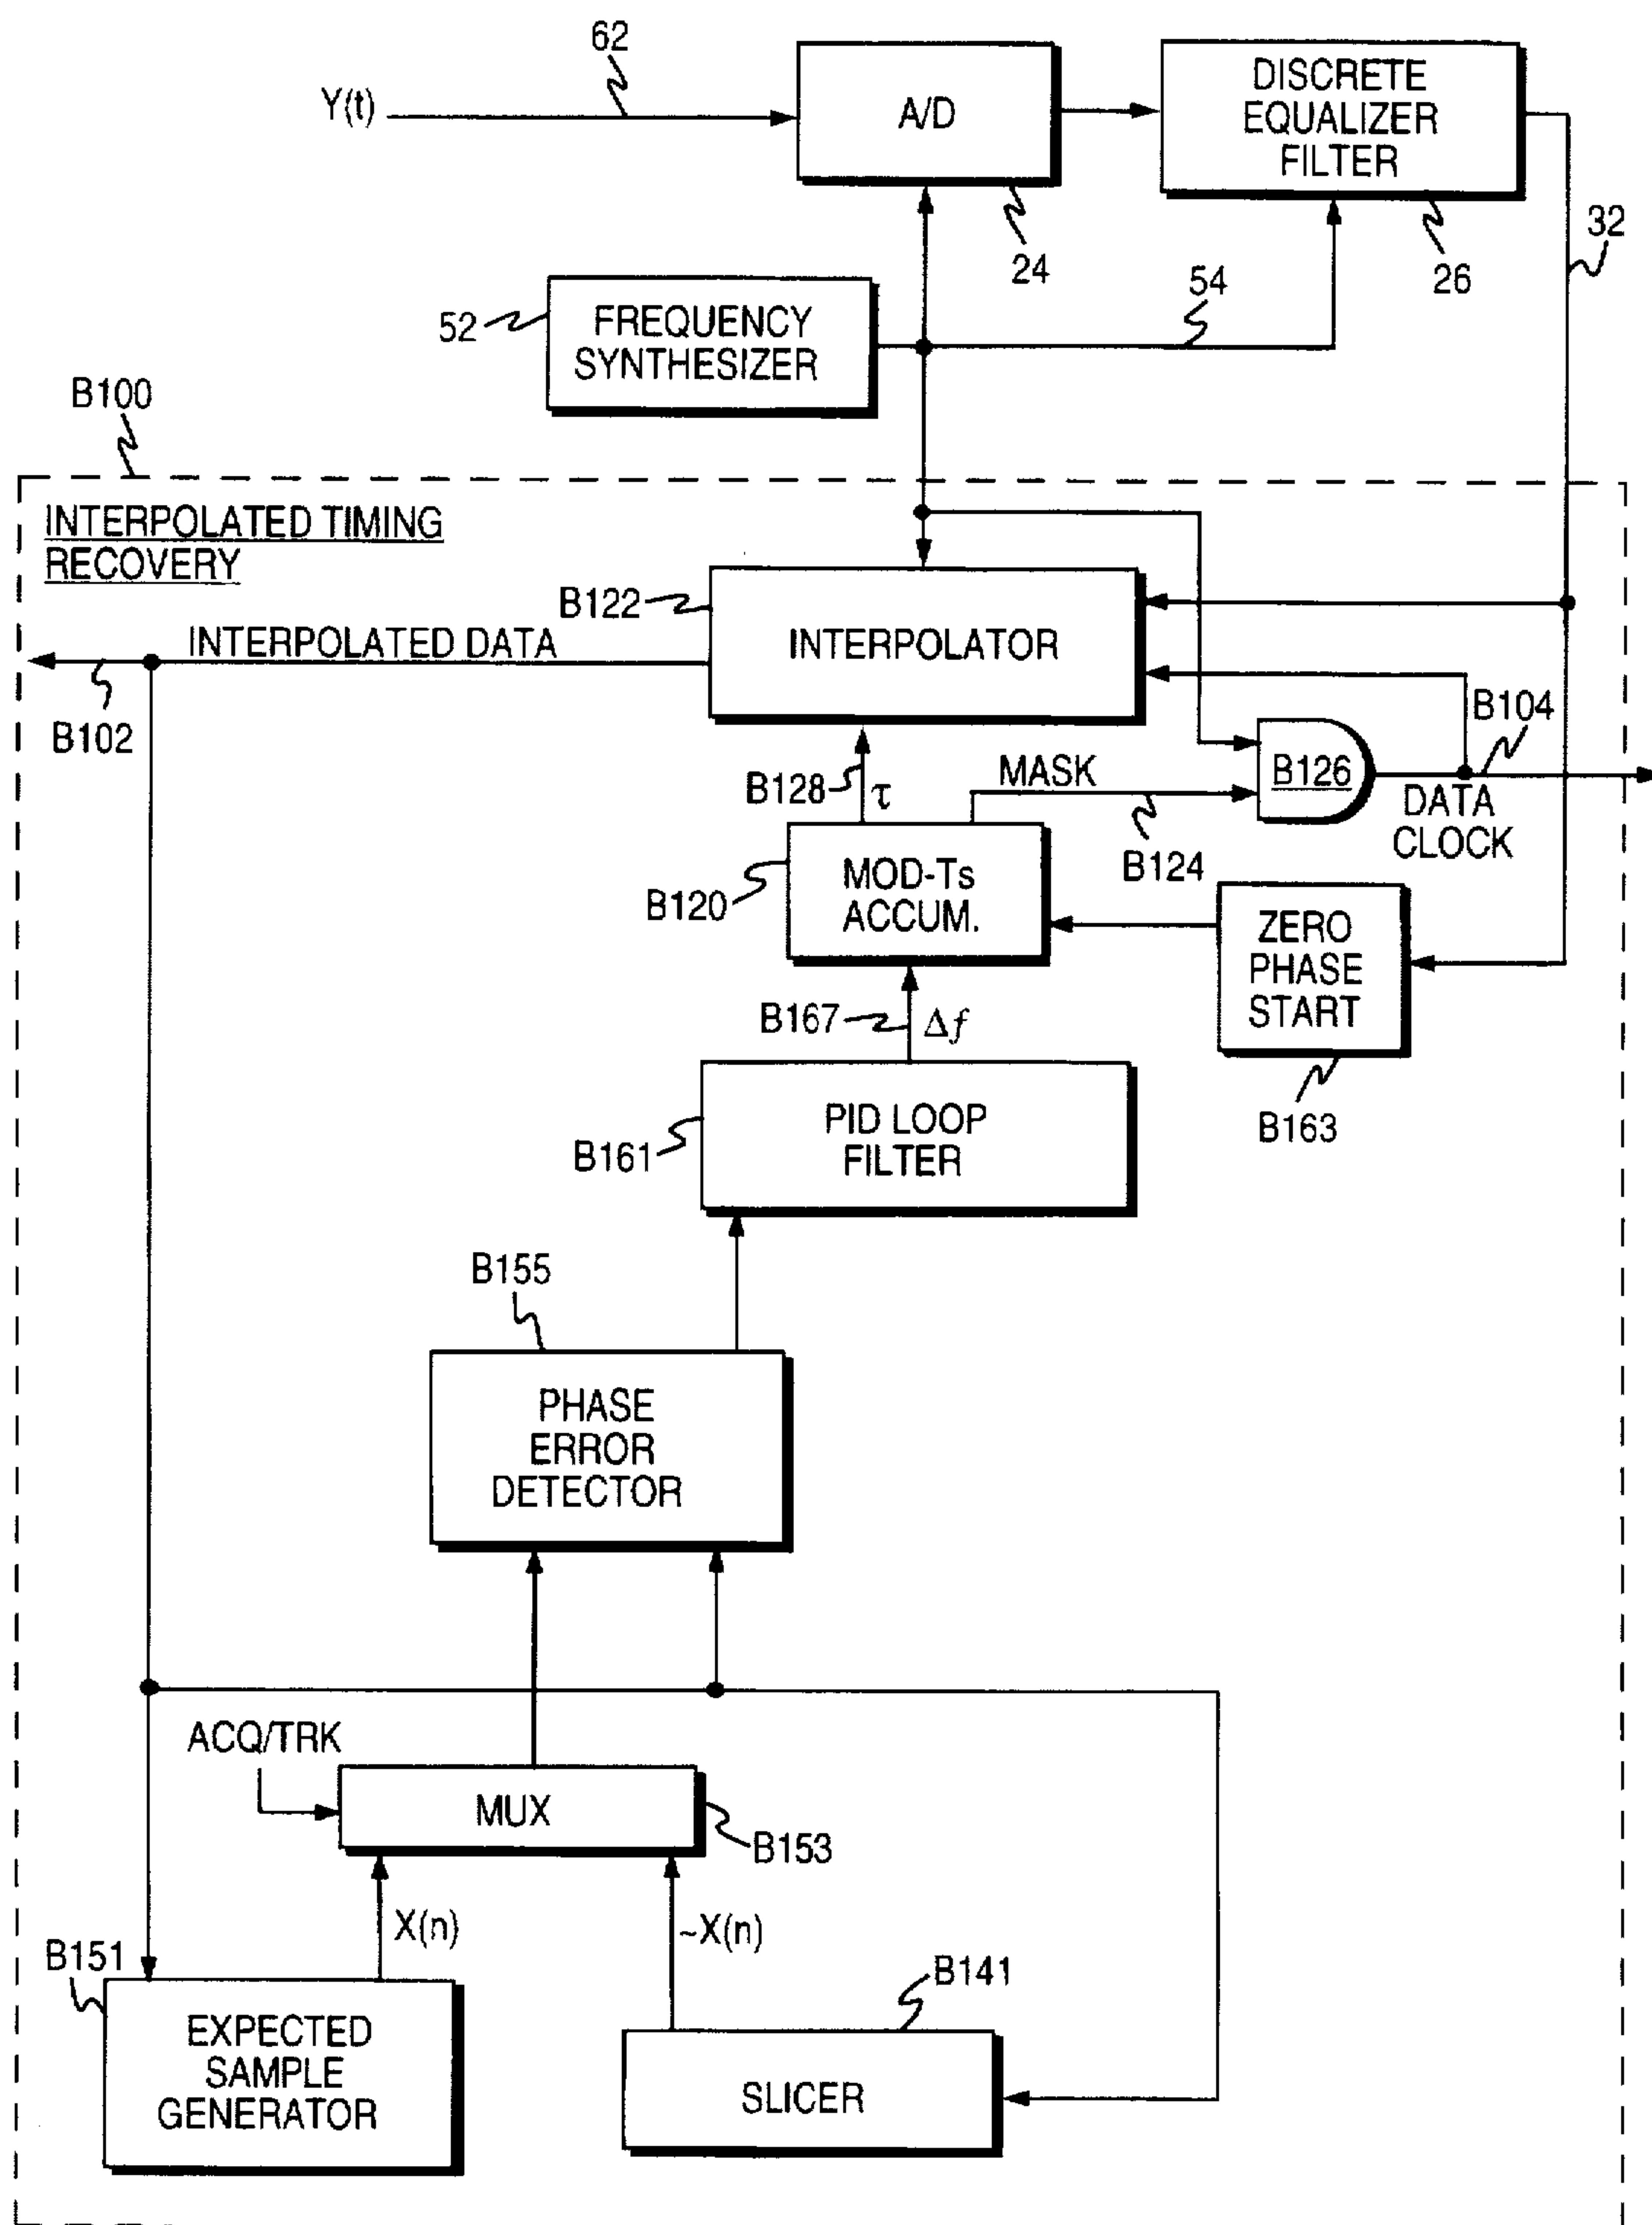 62
Y(t)
A/D
DISCRETE
EQUALIZER
FILTER
32
24
26
54
52
FREQUENCY
SYNTHESIZER
B100
INTERPOLATED TIMING
RECOVERY
B122
INTERPOLATOR
INTERPOLATED DATA
B102
B104
B126
B128
τ
MASK
DATA
CLOCK
B124
B120
MOD-Ts
ACCUM.
ZERO
PHASE
START
B167
Δf
B163
PID LOOP
FILTER
B161
B155
PHASE
ERROR
DETECTOR
ACQ/TRK
MUX
B153
X(n)
~X(n)
B151
B141
EXPECTED
SAMPLE
GENERATOR
SLICER